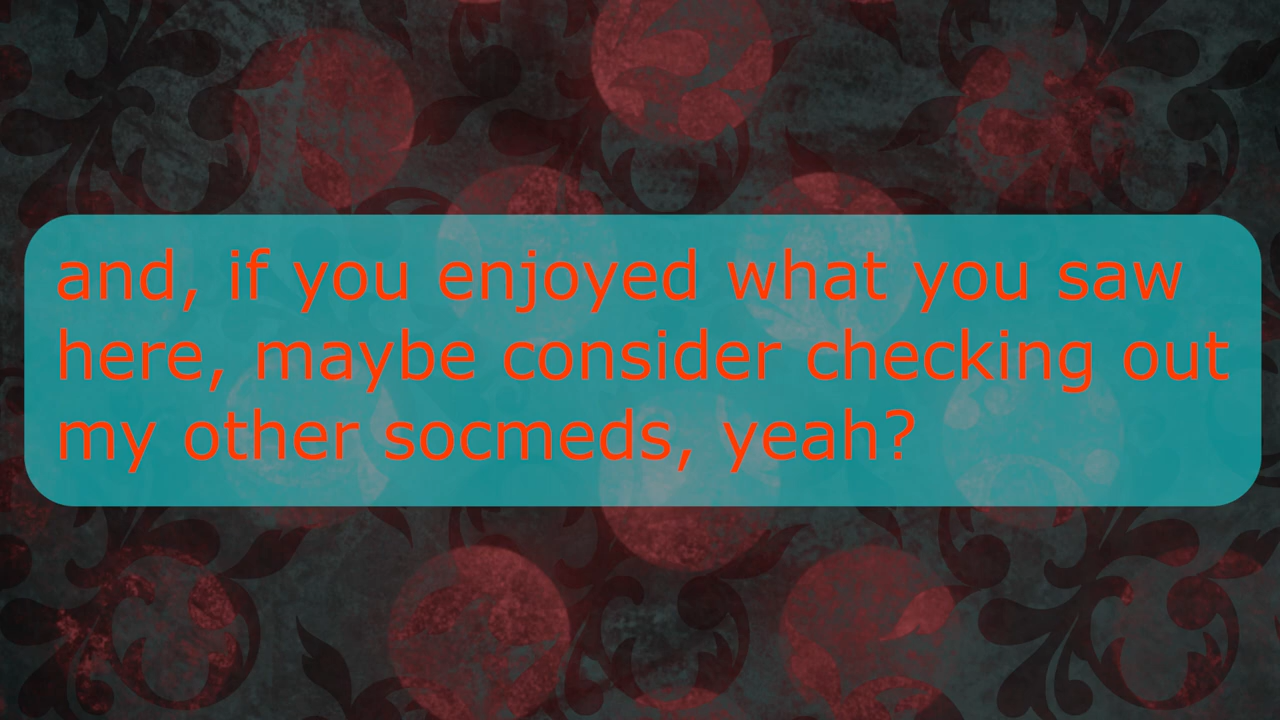 and, if you enjoyed what you saw
here, maybe consider checking out
my other socmeds, yeah?